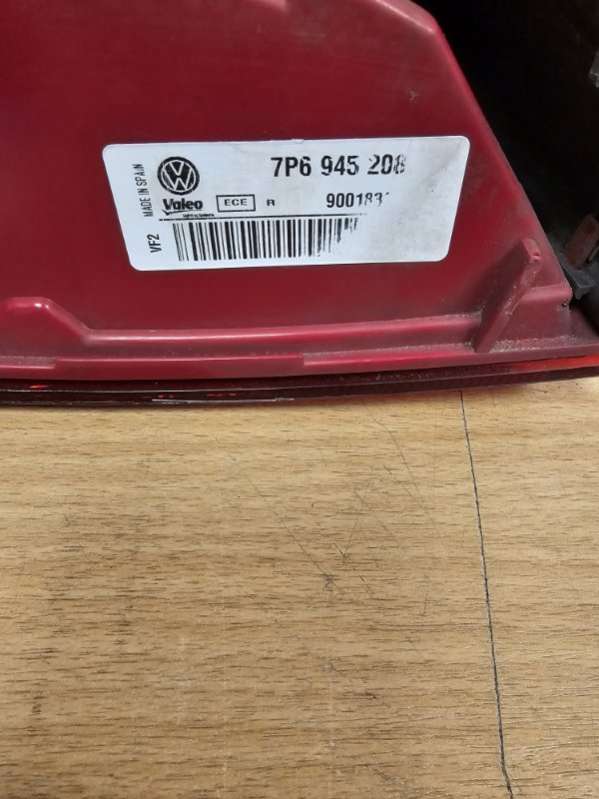 MADE IN SPAIN
7P6 945 208
Valeo
ECE R
VF2